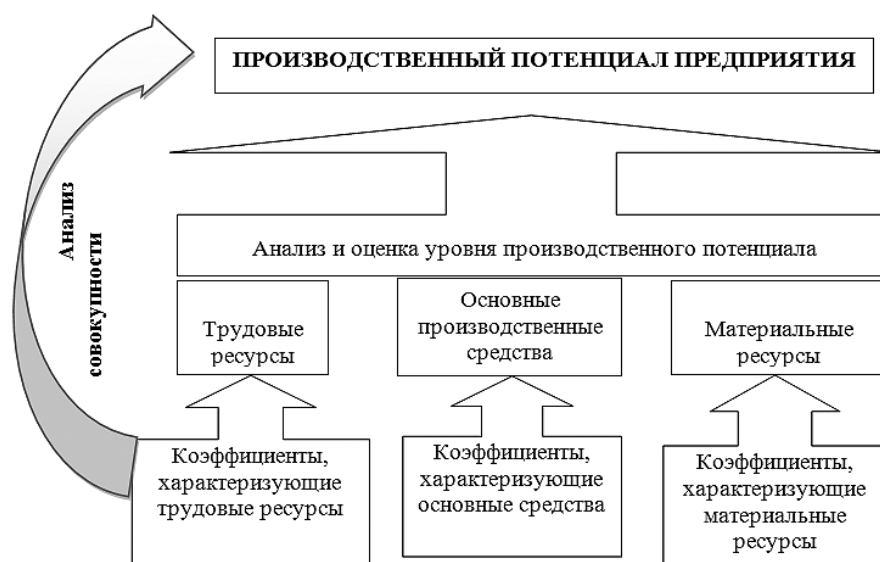 ПРОИЗВОДСТВЕННЫЙ ПОТЕНЦИАЛ ПРЕДПРИЯТИЯ
Анализ
совокупности
Анализ и оценка уровня производственного потенциала
Трудовые
ресурсы
Основные
производственные
средства
Материальные
ресурсы
Коэффициенты,
характеризующие
трудовые ресурсы
Коэффициенты,
характеризующие
основные средства
Коэффициенты,
характеризующие
материальные
ресурсы